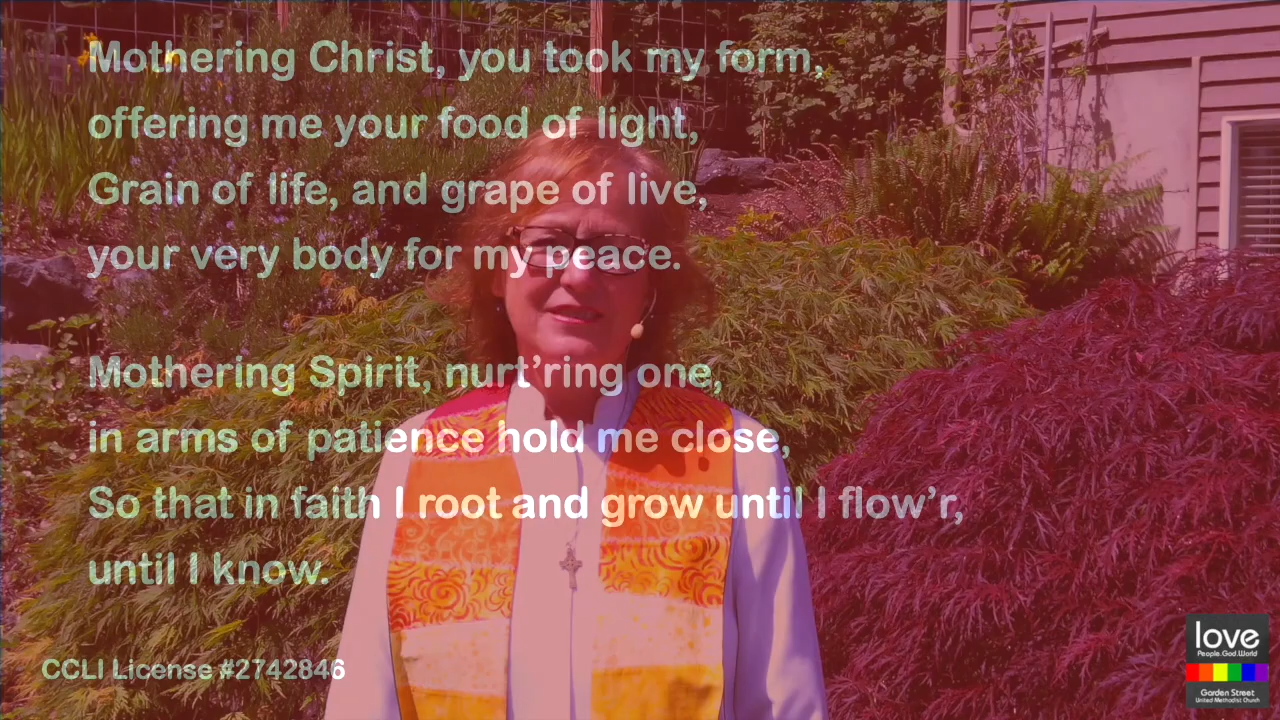 Mothering Christ, you took my form,
offering me your food of light,
Grain of life, and grape of live,
your very body for my peace.
Mothering Spirit, nurt’ring one,
in arms of patience hold me close,
So that in faith I root and grow until I flow’r,
until I know.
CCLI License #2742846
love
People.God.World
Garden Street
United Methodist Church